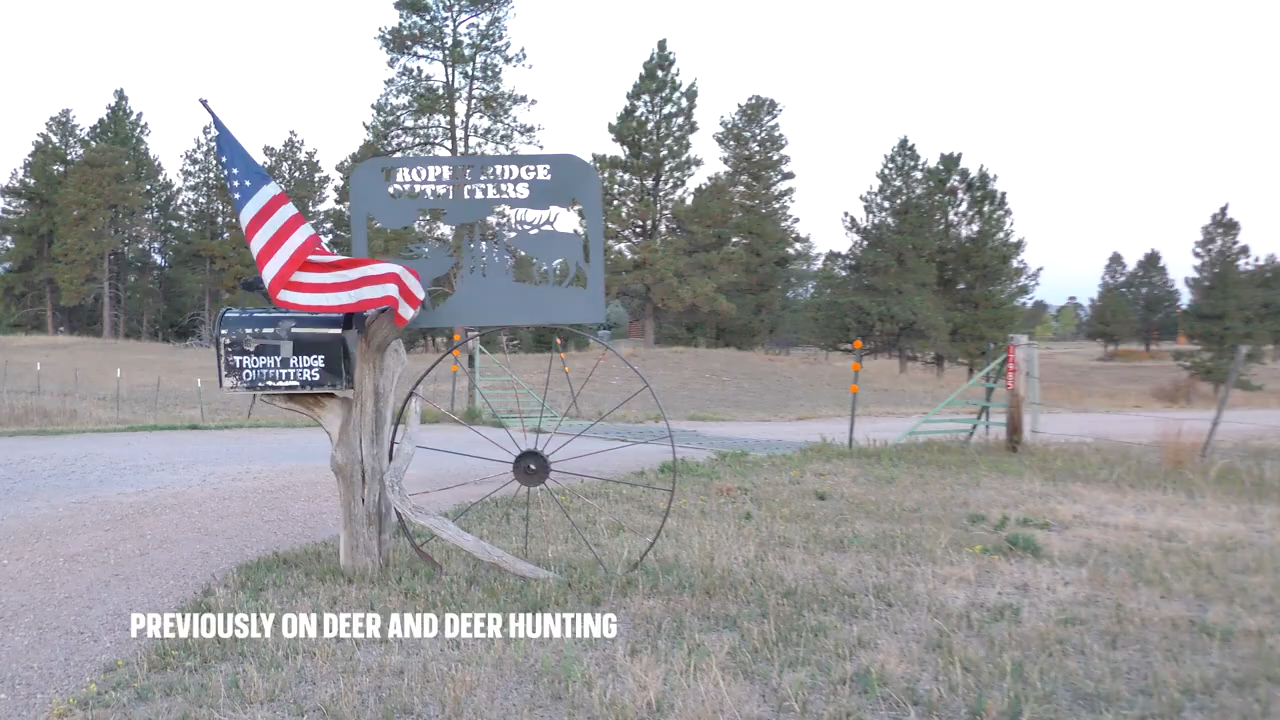 TROPHY RIDGE
OUTFITTERS
TROPHY RIDGE
OUTFITTERS
PREVIOUSLY ON DEER AND DEER HUNTING